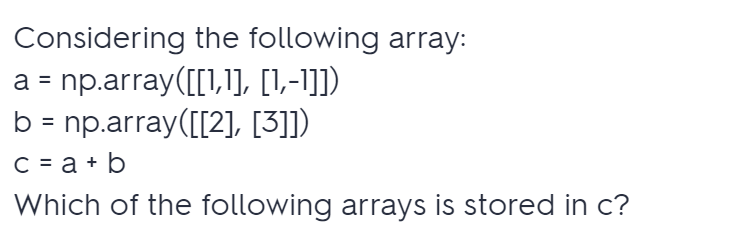 Considering the following array:
a = np.array([[1,1], [1,-1]])
b = np.array([[2], [3]])
c = a + b
Which of the following arrays is stored in c?